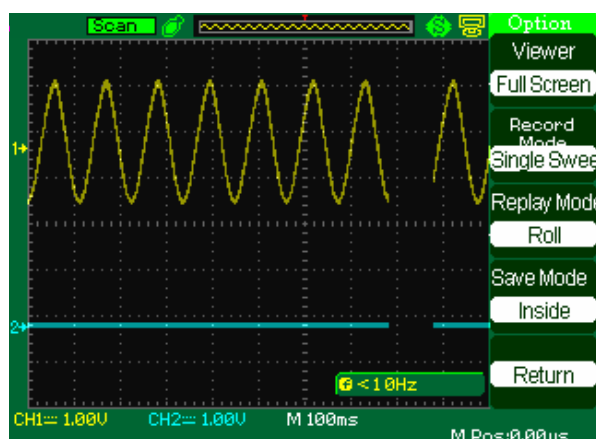 Scan
Option
Viewer
Full Screen
Record
Mode
Single Swee
Replay Mode
Roll
Save Mode
Inside
Return
1
2
f <10Hz
CH1 1.00V CH2 1.00V M 100ms
M Pos:0.00us